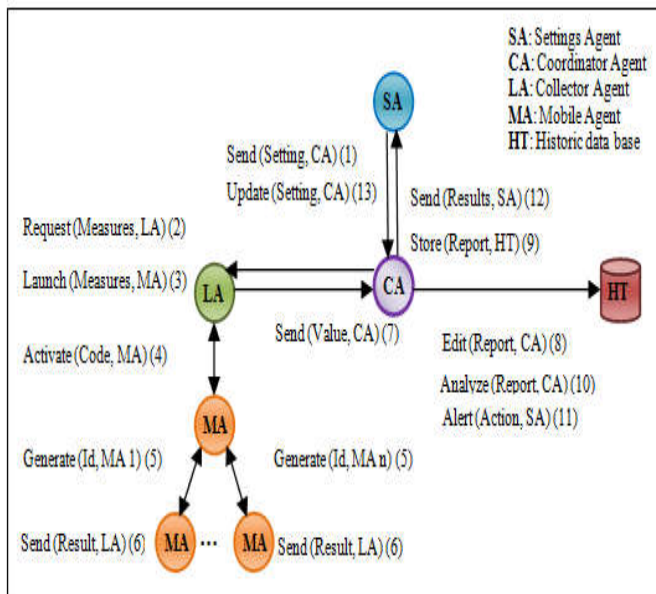 SA: Settings Agent
CA: Coordinator Agent
LA: Collector Agent
MA: Mobile Agent
HT: Historic data base
SA
Send (Setting, CA) (1)
Update (Setting, CA) (13)
Send (Results, SA) (12)
Request (Measures, LA) (2)
Store (Report, HT) (9)
Launch (Measures, MA) (3)
LA
CA
HT
Send (Value, CA) (7)
Edit (Report, CA) (8)
Activate (Code, MA) (4)
Analyze (Report, CA) (10)
Alert (Action, SA) (11)
MA
Generate (Id, MA 1) (5)
Generate (Id, MA n) (5)
Send (Result, LA) (6)
MA ... MA
Send (Result, LA) (6)